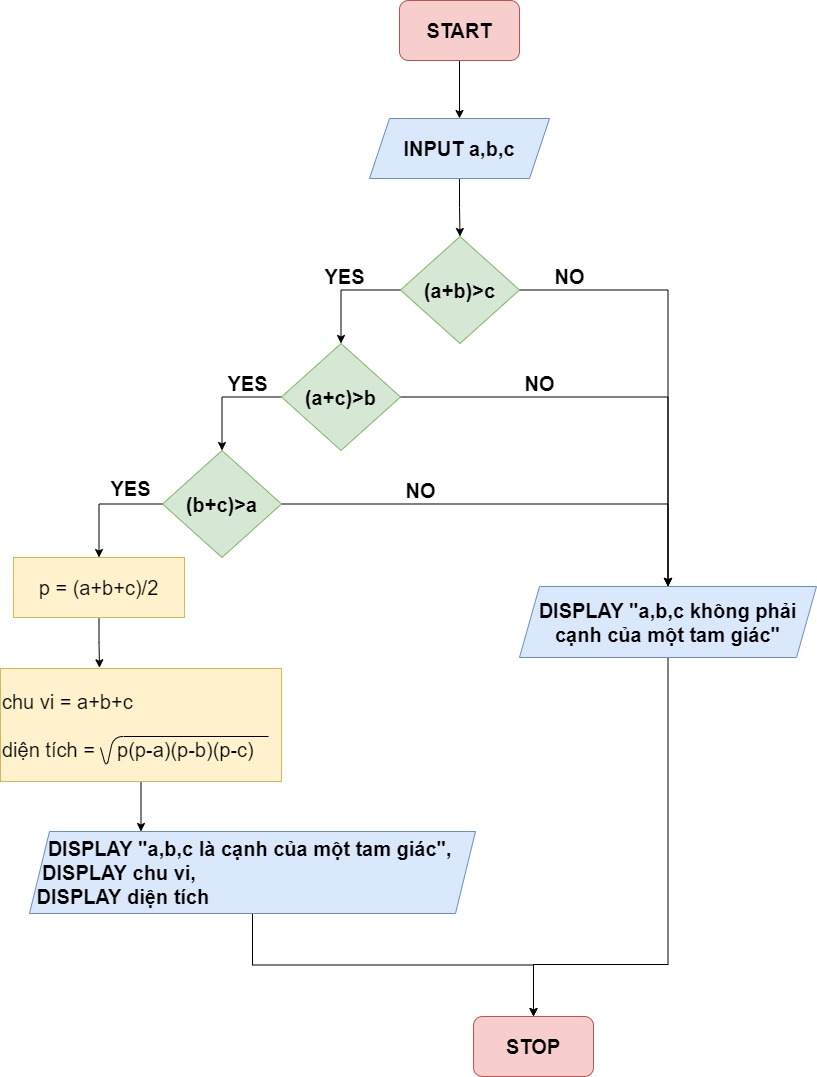 START
INPUT a,b,c
(a+b)>c
YES
NO
(a+c)>b
YES
NO
(b+c)>a
YES
NO
p = (a+b+c)/2
DISPLAY "a,b,c không phải
cạnh của một tam giác"
chu vi = a+b+c
diện tích = √p(p-a)(p-b)(p-c)
DISPLAY "a,b,c là cạnh của một tam giác",
DISPLAY chu vi,
DISPLAY diện tích
STOP